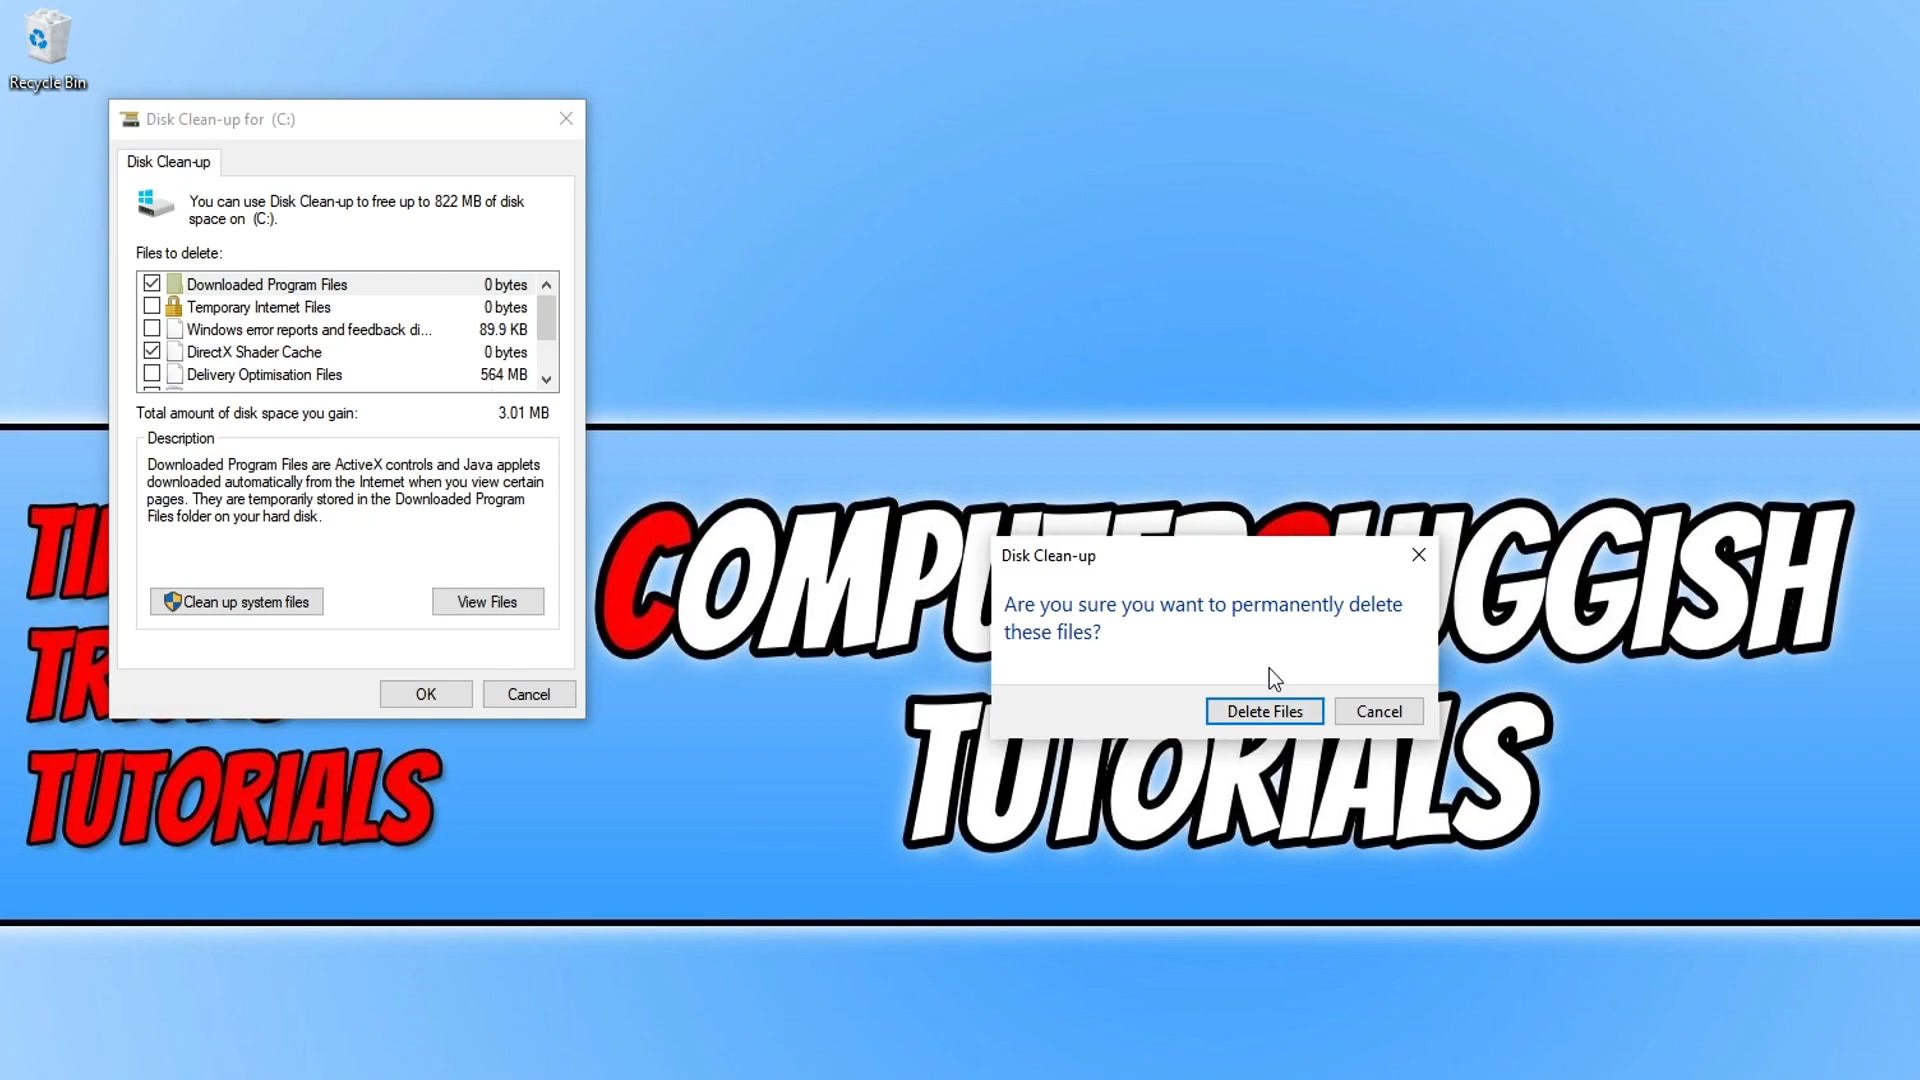 Recycle Bin
Disk Clean-up for  (C:)
Disk Clean-up
You can use Disk Clean-up to free up to 822 MB of disk
space on  (C:).
Files to delete:
Downloaded Program Files 0 bytes
Temporary Internet Files 0 bytes
Windows error reports and feedback di... 89.9 KB
DirectX Shader Cache 0 bytes
Delivery Optimisation Files 564 MB
Total amount of disk space you gain: 3.01 MB
Description
Downloaded Program Files are ActiveX controls and Java applets
downloaded automatically from the Internet when you view certain
pages. They are temporarily stored in the Downloaded Program
Files folder on your hard disk.
Clean up system files View Files
OK Cancel
TUTORIALS
Disk Clean-up
Are you sure you want to permanently delete
these files?
Delete Files Cancel
TUTORIALS